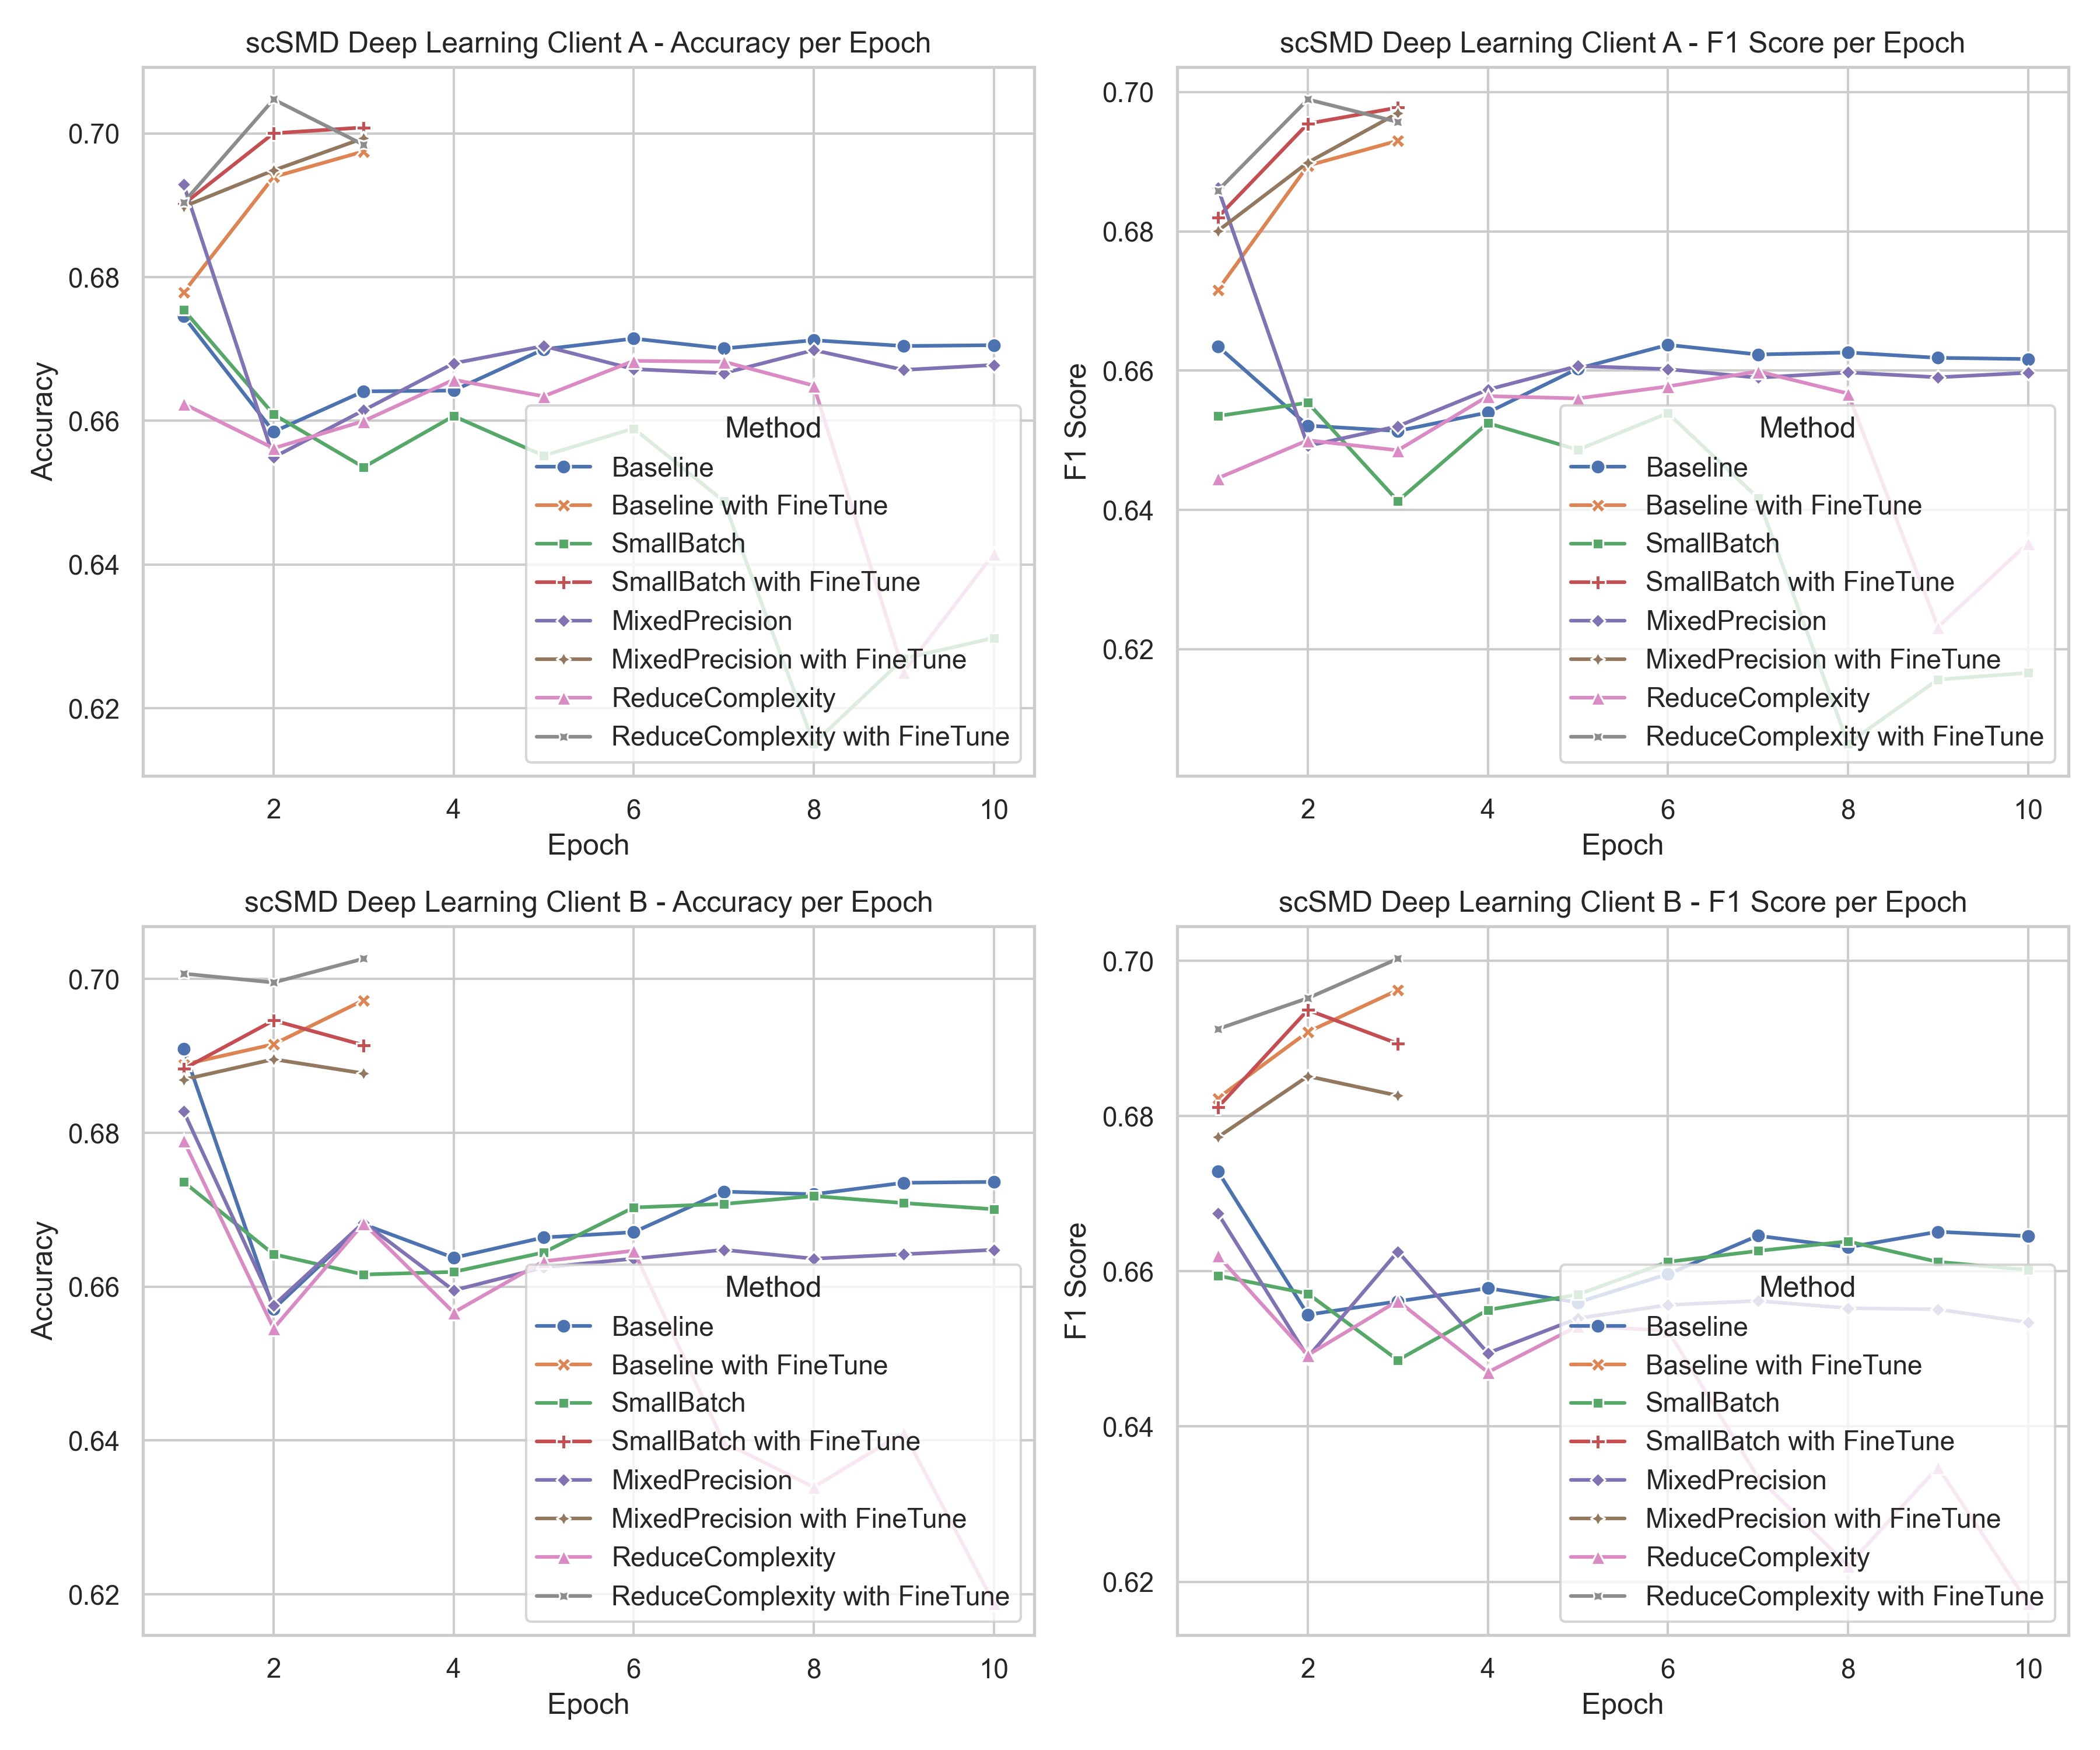 scSMD Deep Learning Client A - Accuracy per Epoch
Accuracy
0.70
0.68
0.66
0.64
0.62
Method
Baseline
Baseline with FineTune
SmallBatch
SmallBatch with FineTune
MixedPrecision
MixedPrecision with FineTune
ReduceComplexity
ReduceComplexity with FineTune
2 4 6 8 10
Epoch
scSMD Deep Learning Client A - F1 Score per Epoch
F1 Score
0.70
0.68
0.66
0.64
0.62
Method
Baseline
Baseline with FineTune
SmallBatch
SmallBatch with FineTune
MixedPrecision
MixedPrecision with FineTune
ReduceComplexity
ReduceComplexity with FineTune
2 4 6 8 10
Epoch
scSMD Deep Learning Client B - Accuracy per Epoch
Accuracy
0.70
0.68
0.66
0.64
0.62
Method
Baseline
Baseline with FineTune
SmallBatch
SmallBatch with FineTune
MixedPrecision
MixedPrecision with FineTune
ReduceComplexity
ReduceComplexity with FineTune
2 4 6 8 10
Epoch
scSMD Deep Learning Client B - F1 Score per Epoch
F1 Score
0.70
0.68
0.66
0.64
0.62
Method
Baseline
Baseline with FineTune
SmallBatch
SmallBatch with FineTune
MixedPrecision
MixedPrecision with FineTune
ReduceComplexity
ReduceComplexity with FineTune
2 4 6 8 10
Epoch